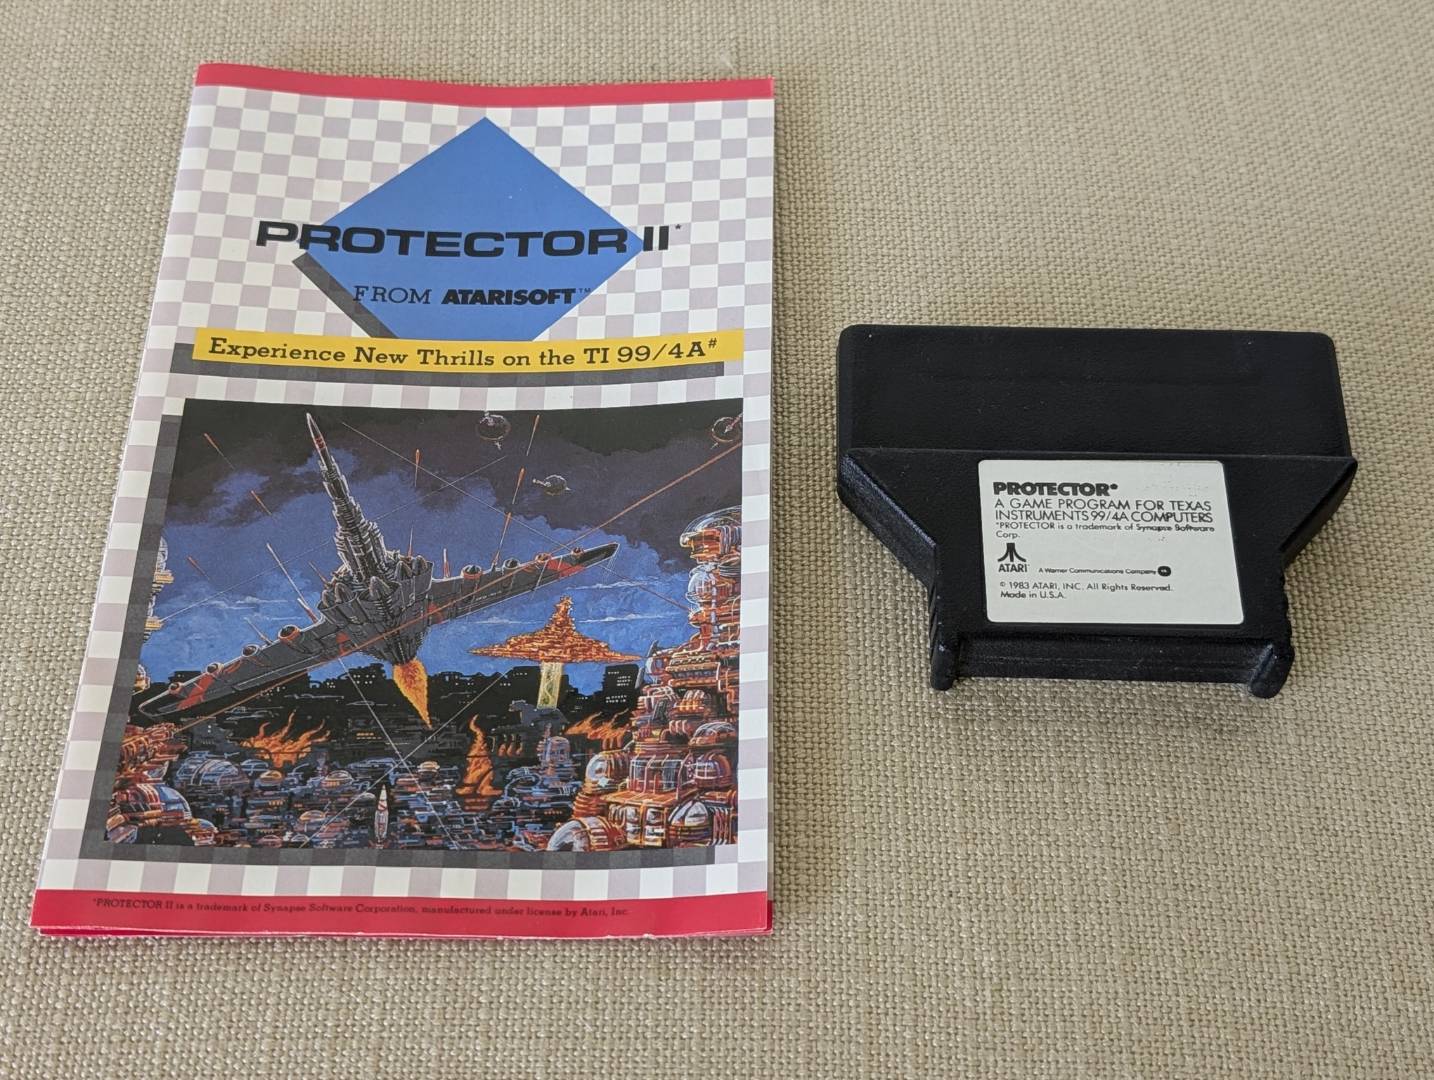 PROTECTOR II*
FROM ATARISOFT™
Experience New Thrills on the TI 99/4A#
*PROTECTOR II is a trademark of Synapse Software Corporation, manufactured under license by Atari, Inc.
PROTECTOR*
A GAME PROGRAM FOR TEXAS
INSTRUMENTS 99/4A COMPUTERS
*PROTECTOR is a trademark of Synapse Software
Corp.
ATARI
A Warner Communications Company
© 1983 ATARI, INC. All Rights Reserved.
Made in U.S.A.